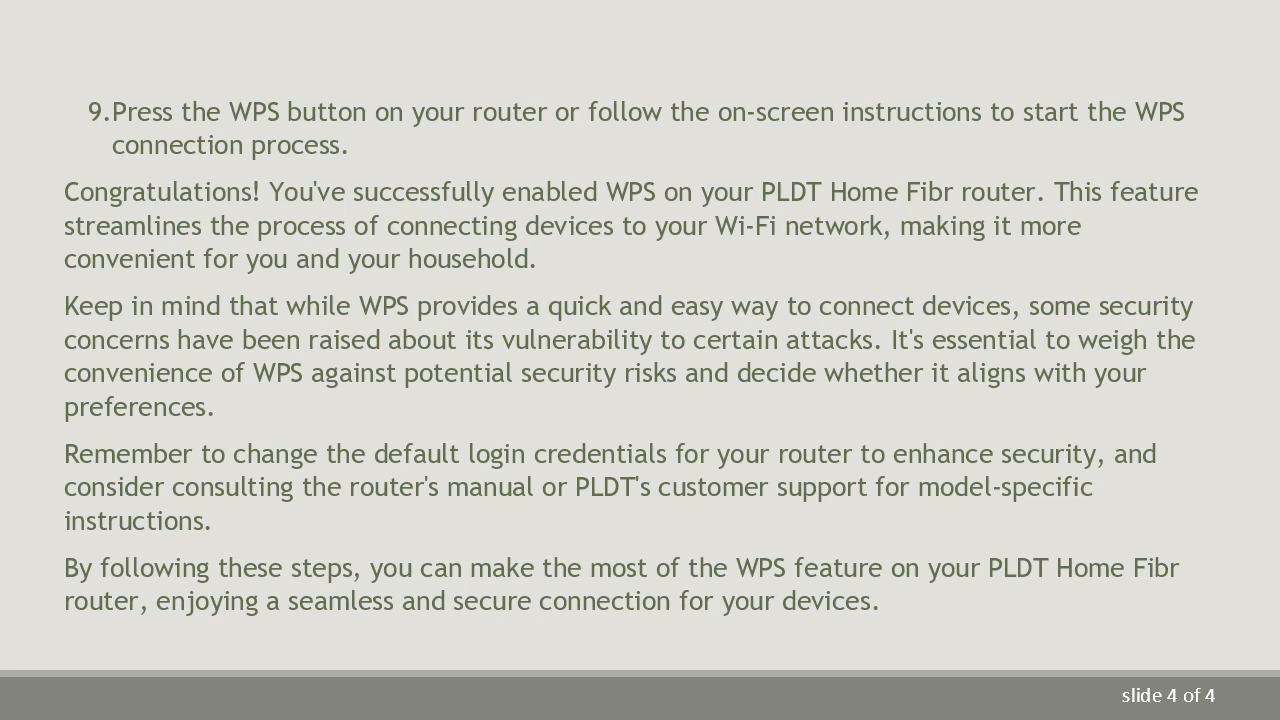 9.Press the WPS button on your router or follow the on-screen instructions to start the WPS
connection process.
Congratulations! You've successfully enabled WPS on your PLDT Home Fibr router. This feature
streamlines the process of connecting devices to your Wi-Fi network, making it more
convenient for you and your household.
Keep in mind that while WPS provides a quick and easy way to connect devices, some security
concerns have been raised about its vulnerability to certain attacks. It's essential to weigh the
convenience of WPS against potential security risks and decide whether it aligns with your
preferences.
Remember to change the default login credentials for your router to enhance security, and
consider consulting the router's manual or PLDT's customer support for model-specific
instructions.
By following these steps, you can make the most of the WPS feature on your PLDT Home Fibr
router, enjoying a seamless and secure connection for your devices.
slide 4 of 4